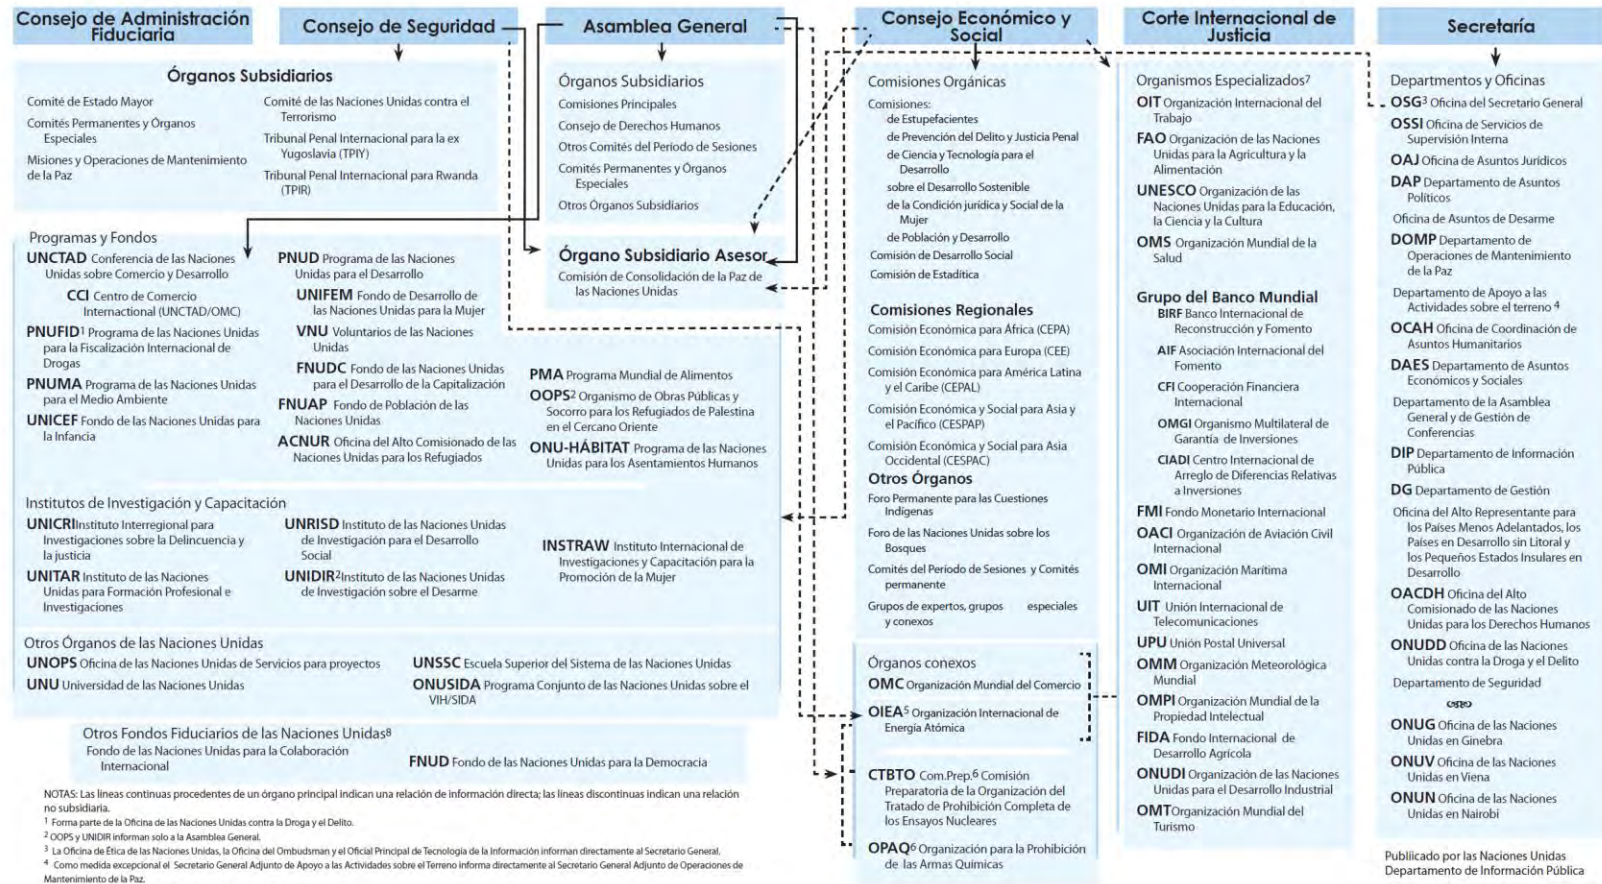 Consejo de Administración
Fiduciaria
Consejo de Seguridad
Asamblea General
Consejo Económico y
Social
Corte Internacional de
Justicia
Secretaría
Órganos Subsidiarios
Comité de Estado Mayor
Comités Permanentes y Órganos
Especiales
Misiones y Operaciones de Mantenimiento
de la Paz
Comité de las Naciones Unidas contra el
Terrorismo
Tribunal Penal Internacional para la ex
Yugoslavia (TPIY)
Tribunal Penal Internacional para Rwanda
(TPIR)
Órganos Subsidiarios
Comisiones Principales
Consejo de Derechos Humanos
Otros Comités del Período de Sesiones
Comités Permanentes y Órganos
Especiales
Otros Órganos Subsidiarios
Órgano Subsidiario Asesor
Comisión de Consolidación de la Paz de
las Naciones Unidas
Programas y Fondos
UNCTAD Conferencia de las Naciones
Unidas sobre Comercio y Desarrollo
CCI Centro de Comercio
Internactional (UNCTAD/OMC)
PNUFID1 Programa de las Naciones Unidas
para la Fiscalización Internacional de
Drogas
PNUMA Programa de las Naciones Unidas
para el Medio Ambiente
UNICEF Fondo de las Naciones Unidas para
la Infancia
PNUD Programa de las Naciones
Unidas para el Desarrollo
UNIFEM Fondo de Desarrollo de
las Naciones Unidas para la Mujer
VNU Voluntarios de las Naciones
Unidas
FNUDC Fondo de las Naciones Unidas
para el Desarrollo de la Capitalización
FNUAP Fondo de Población de las
Naciones Unidas
ACNUR Oficina del Alto Comisionado de las
Naciones Unidas para los Refugiados
PMA Programa Mundial de Alimentos
OOPS2 Organismo de Obras Públicas y
Socorro para los Refugiados de Palestina
en el Cercano Oriente
ONU-HÁBITAT Programa de las Naciones
Unidas para los Asentamientos Humanos
Institutos de Investigación y Capacitación
UNICRIInstituto Interregional para
Investigaciones sobre la Delincuencia y
la justicia
UNITAR Instituto de las Naciones
Unidas para Formación Profesional e
Investigaciones
UNRISD Instituto de las Naciones Unidas
de Investigación para el Desarrollo
Social
UNIDIR2Instituto de las Naciones Unidas
de Investigación sobre el Desarme
INSTRAW Instituto Internacional de
Investigaciones y Capacitación para la
Promoción de la Mujer
Otros Órganos de las Naciones Unidas
UNOPS Oficina de las Naciones Unidas de Servicios para proyectos
UNU Universidad de las Naciones Unidas
UNSSC Escuela Superior del Sistema de las Naciones Unidas
ONUSIDA Programa Conjunto de las Naciones Unidas sobre el
VIH/SIDA
Otros Fondos Fiduciarios de las Naciones Unidas8
Fondo de las Naciones Unidas para la Colaboración
Internacional
FNUD Fondo de las Naciones Unidas para la Democracia
NOTAS: Las líneas continuas procedentes de un órgano principal indican una relación de información directa; las líneas discontinuas indican una relación
no subsidiaria.
1 Forma parte de la Oficina de las Naciones Unidas contra la Droga y el Delito.
2 OOPS y UNIDIR informan solo a la Asamblea General.
3 La Oficina de Ética de las Naciones Unidas, la Oficina del Ombudsman y el Oficial Principal de Tecnología de la Información informan directamente al Secretario General.
4 Como medida excepcional el Secretario General Adjunto de Apoyo a las Actividades sobre el Terreno informa directamente al Secretario General Adjunto de Operaciones de
Mantenimiento de la Paz.
Comisiones Orgánicas
Comisiones:
de Estupefacientes
de Prevención del Delito y Justicia Penal
de Ciencia y Tecnología para el
Desarrollo
sobre el Desarrollo Sostenible
de la Condición jurídica y Social de la
Mujer
de Población y Desarrollo
Comisión de Desarrollo Social
Comisión de Estadítica
Comisiones Regionales
Comisión Económica para África (CEPA)
Comisión Económica para Europa (CEE)
Comisión Económica para América Latina
y el Caribe (CEPAL)
Comisión Económica y Social para Asia y
el Pacífico (CESPAP)
Comisión Económica y Social para Asia
Occidental (CESPAC)
Otros Órganos
Foro Permanente para las Cuestiones
Indígenas
Foro de las Naciones Unidas sobre los
Bosques
Comités del Período de Sesiones y Comités
permanente
Grupos de expertos, grupos especiales
y conexos
Órganos conexos
OMC Organización Mundial del Comercio
OIEA5 Organización Internacional de
Energía Atómica
CTBTO Com.Prep.6 Comisión
Preparatoria de la Organización del
Tratado de Prohibición Completa de
los Ensayos Nucleares
OPAQ6 Organización para la Prohibición
de las Armas Químicas
Organismos Especializados7
OIT Organización Internacional del
Trabajo
FAO Organización de las Naciones
Unidas para la Agricultura y la
Alimentación
UNESCO Organización de las
Naciones Unidas para la Educación,
la Ciencia y la Cultura
OMS Organización Mundial de la
Salud
Grupo del Banco Mundial
BIRF Banco Internacional de
Reconstrucción y Fomento
AIF Asociación Internacional del
Fomento
CFI Cooperación Financiera
Internacional
OMGI Organismo Multilateral de
Garantía de Inversiones
CIADI Centro Internacional de
Arreglo de Diferencias Relativas
a Inversiones
FMI Fondo Monetario Internacional
OACI Organización de Aviación Civil
Internacional
OMI Organización Marítima
Internacional
UIT Unión Internacional de
Telecomunicaciones
UPU Unión Postal Universal
OMM Organización Meteorológica
Mundial
OMPI Organización Mundial de la
Propiedad Intelectual
FIDA Fondo Internacional de
Desarrollo Agrícola
ONUDI Organización de las Naciones
Unidas para el Desarrollo Industrial
OMTOrganización Mundial del
Turismo
Departmentos y Oficinas
OSG3 Oficina del Secretario General
OSSI Oficina de Servicios de
Supervisión Interna
OAJ Oficina de Asuntos Jurídicos
DAP Departamento de Asuntos
Políticos
Oficina de Asuntos de Desarme
DOMP Departamento de
Operaciones de Mantenimiento
de la Paz
Departamento de Apoyo a las
Actividades sobre el terreno 4
OCAH Oficina de Coordinación de
Asuntos Humanitarios
DAES Departamento de Asuntos
Económicos y Sociales
Departamento de la Asamblea
General y de Gestión de
Conferencias
DIP Departamento de Información
Pública
DG Departamento de Gestión
Oficina del Alto Representante para
los Países Menos Adelantados, los
Países en Desarrollo sin Litoral y
los Pequeños Estados Insulares en
Desarrollo
OACDH Oficina del Alto
Comisionado de las Naciones
Unidas para los Derechos Humanos
ONUDD Oficina de las Naciones
Unidas contra la Droga y el Delito
Departamento de Seguridad
ONUG Oficina de las Naciones
Unidas en Ginebra
ONUV Oficina de las Naciones
Unidas en Viena
ONUN Oficina de las Naciones
Unidas en Nairobi
Publiicado por las Naciones Unidas
Departamento de Información Pública